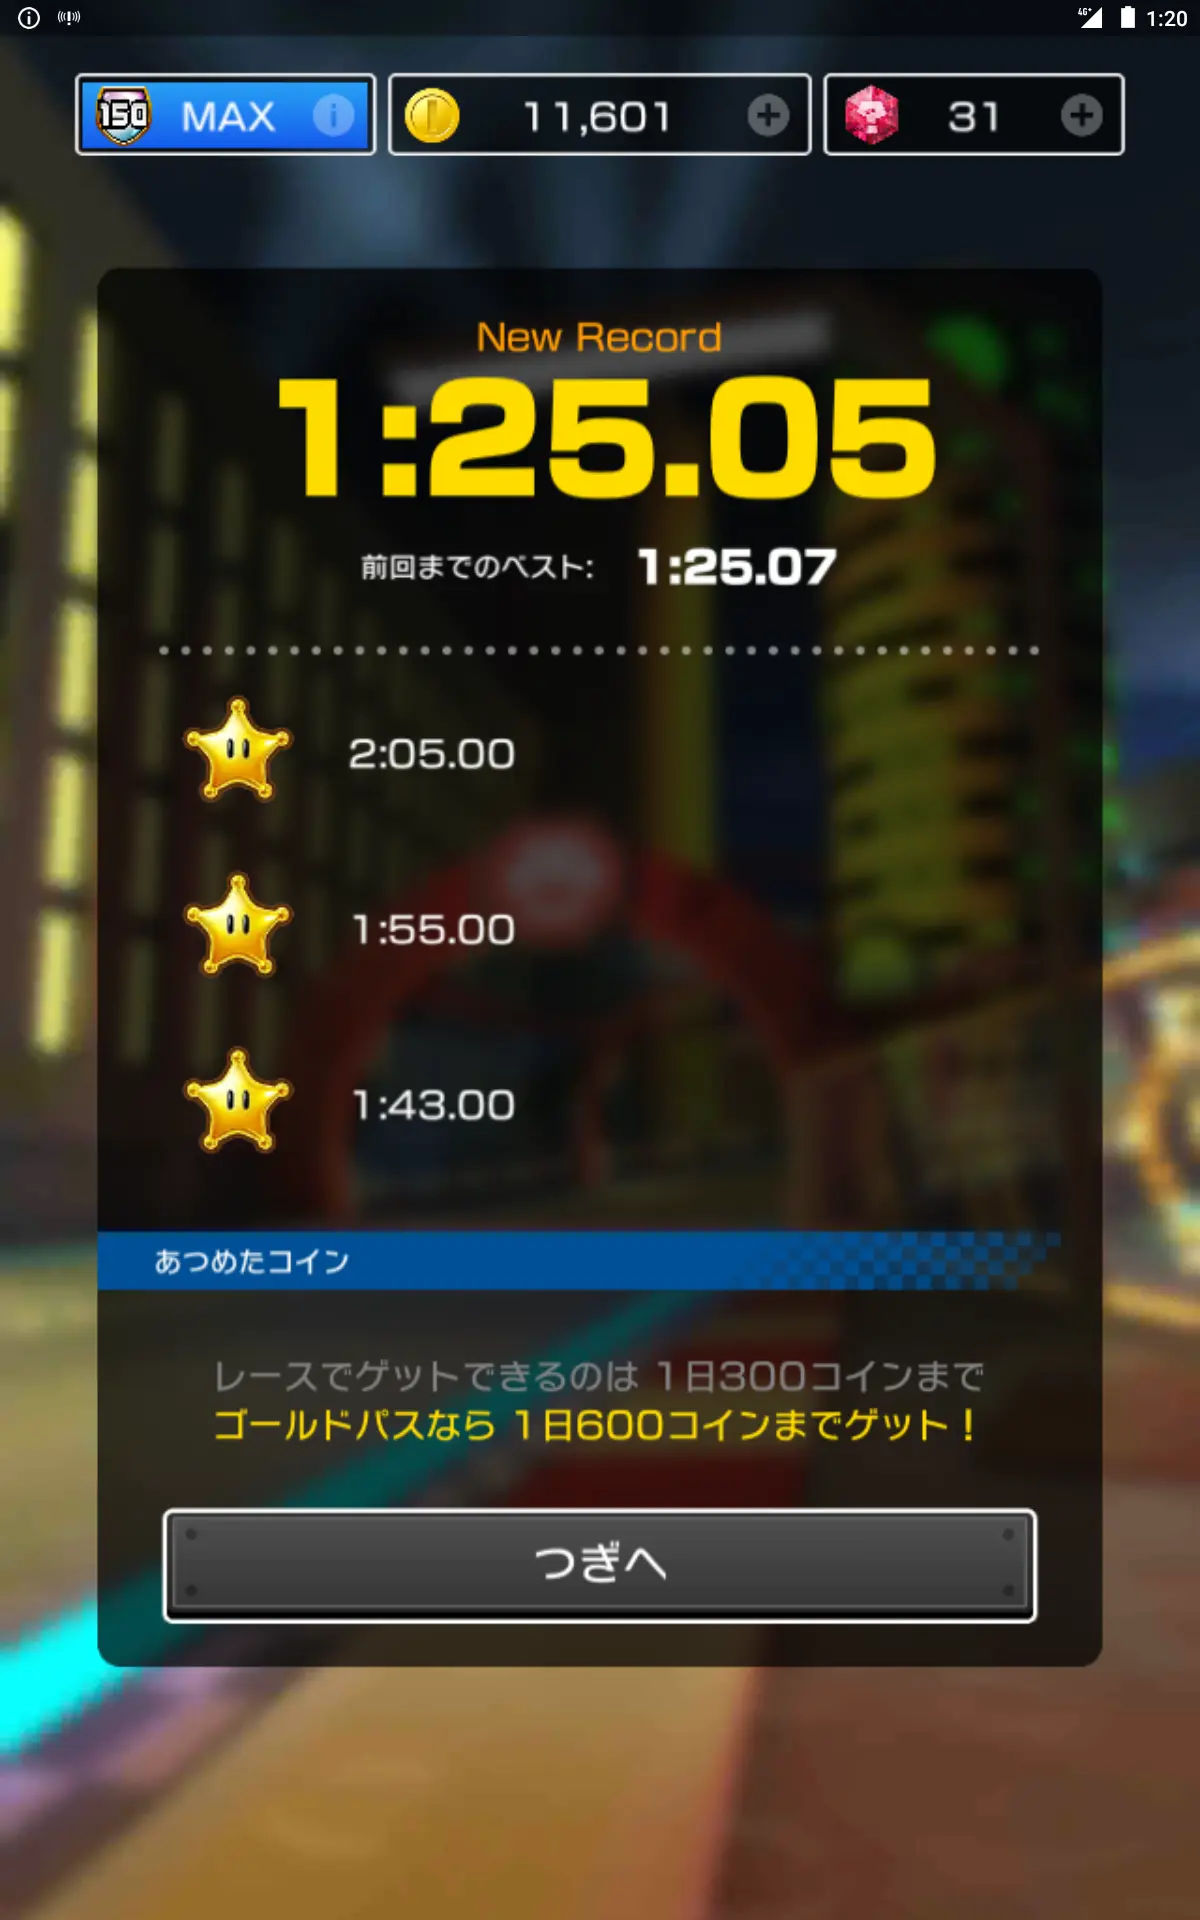 4G+ 1:20
150 MAX i 11,601 31
New Record
1:25.05
前回までのベスト: 1:25.07
2:05.00
1:55.00
1:43.00
あつめたコイン
レースでゲットできるのは 1日300コインまで
ゴールドパスなら 1日600コインまでゲット！
つぎへ